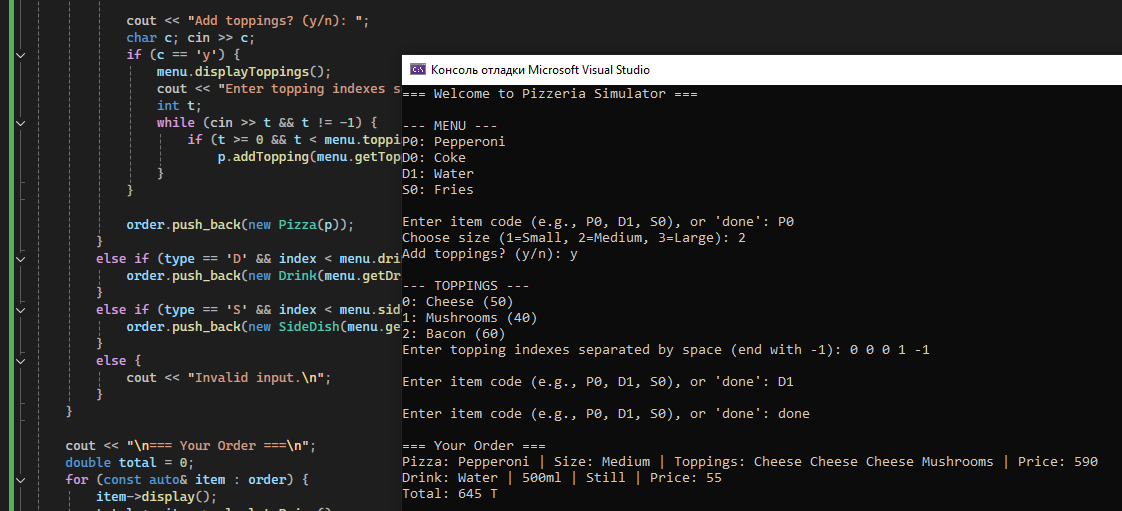 cout << "Add toppings? (y/n): ";
char c; cin >> c;
if (c == 'y') {
menu.displayToppings();
cout << "Enter topping indexes s
int t;
while (cin >> t && t != -1) {
if (t >= 0 && t < menu.toppi
p.addTopping(menu.getTop
}
}
order.push_back(new Pizza(p));
}
else if (type == 'D' && index < menu.dri
order.push_back(new Drink(menu.getDr
}
else if (type == 'S' && index < menu.sid
order.push_back(new SideDish(menu.ge
}
else {
cout << "Invalid input.\n";
}
}
cout << "\n=== Your Order ===\n";
double total = 0;
for (const auto& item : order) {
item->display();
Консоль отладки Microsoft Visual Studio
=== Welcome to Pizzeria Simulator ===
--- MENU ---
P0: Pepperoni
D0: Coke
D1: Water
S0: Fries
Enter item code (e.g., P0, D1, S0), or 'done': P0
Choose size (1=Small, 2=Medium, 3=Large): 2
Add toppings? (y/n): y
--- TOPPINGS ---
0: Cheese (50)
1: Mushrooms (40)
2: Bacon (60)
Enter topping indexes separated by space (end with -1): 0 0 0 1 -1
Enter item code (e.g., P0, D1, S0), or 'done': D1
Enter item code (e.g., P0, D1, S0), or 'done': done
=== Your Order ===
Pizza: Pepperoni | Size: Medium | Toppings: Cheese Cheese Cheese Mushrooms | Price: 590
Drink: Water | 500ml | Still | Price: 55
Total: 645 T